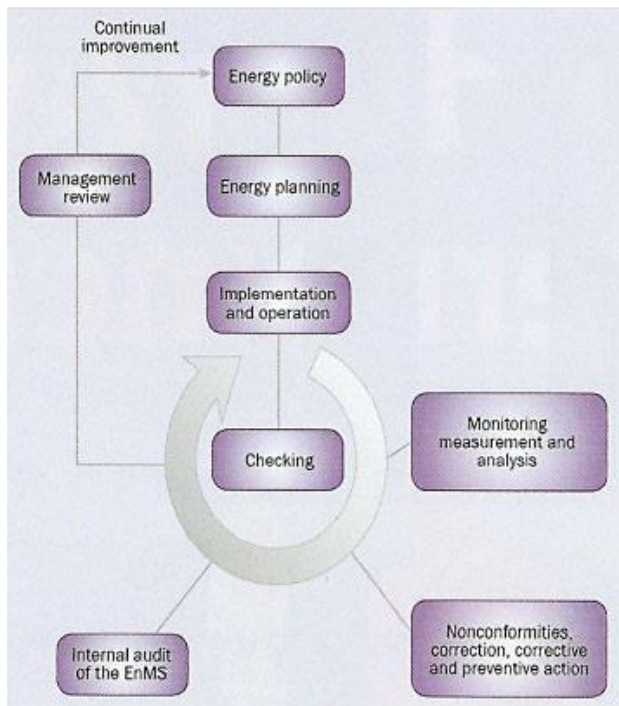 Continual
improvement
Energy policy
Management
review
Energy planning
Implementation
and operation
Checking
Monitoring
measurement and
analysis
Internal audit
of the EnMS
Nonconformities,
correction, corrective
and preventive action